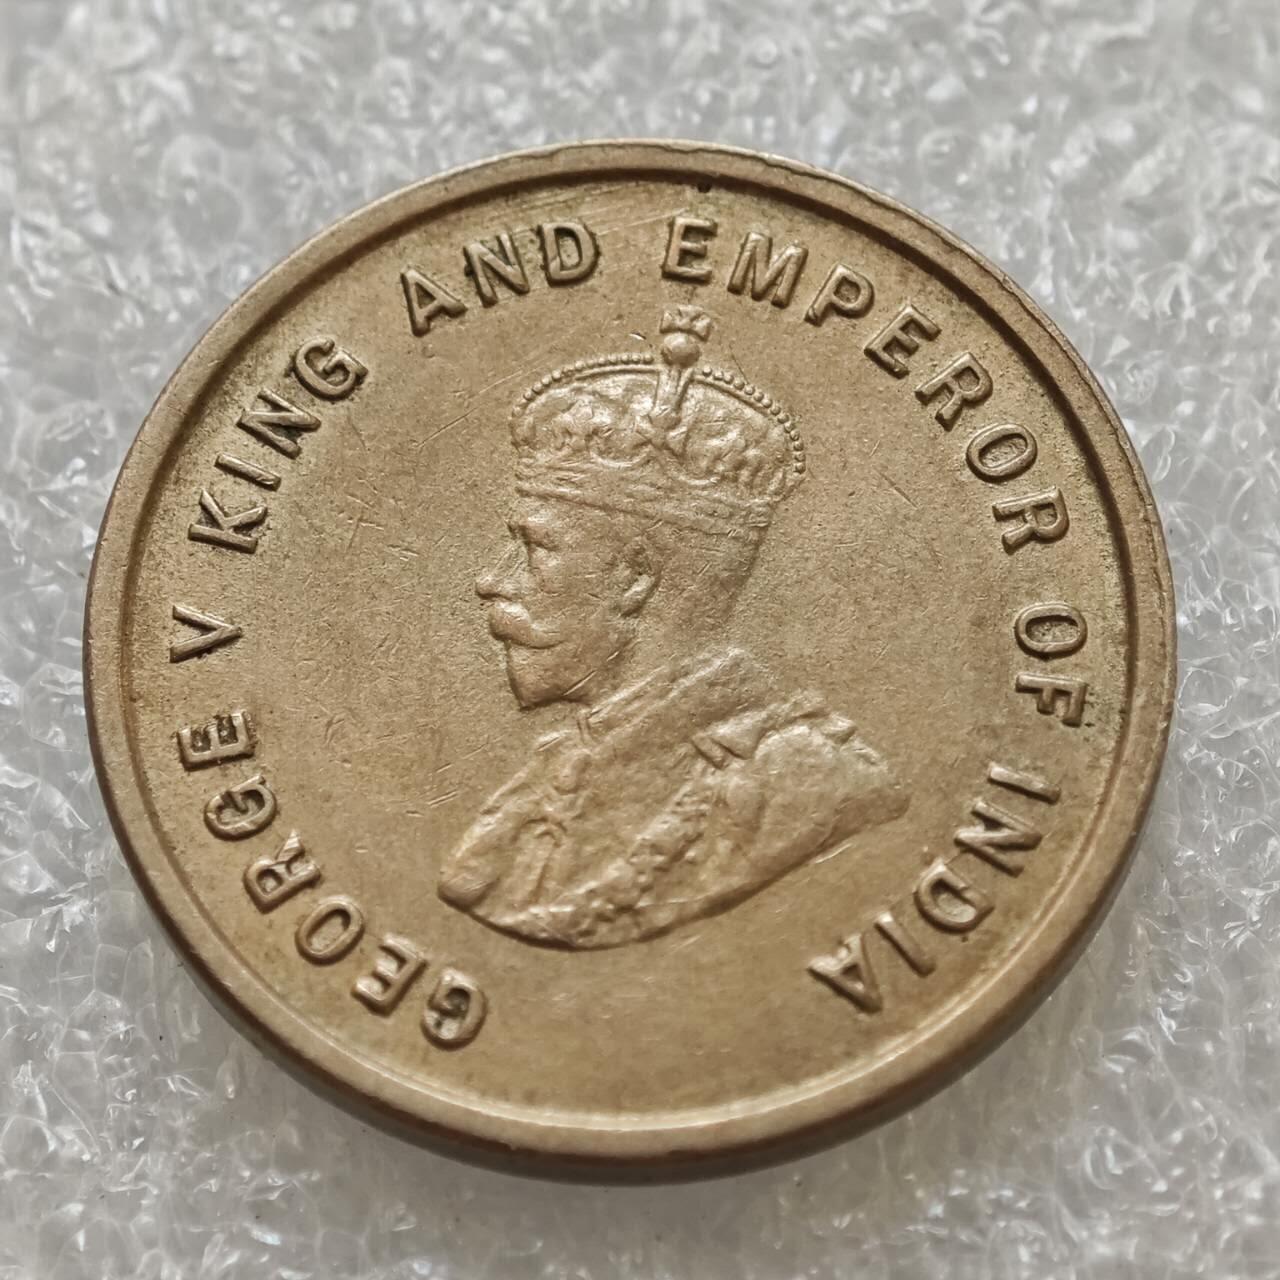 GEORGE V KING AND EMPEROR OF INDIA